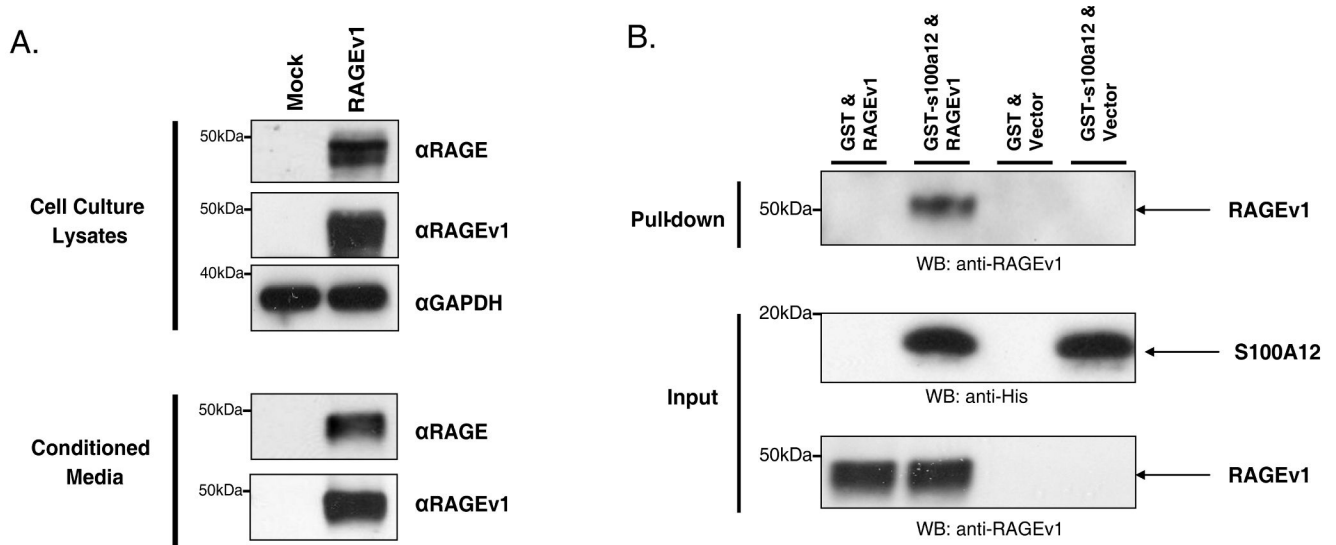 A.
Mock
RAGEv1
Cell Culture
Lysates
50kDa
αRAGE
50kDa
αRAGEv1
40kDa
αGAPDH
Conditioned
Media
50kDa
αRAGE
50kDa
αRAGEv1
B.
GST &
RAGEv1
GST-s100a12 &
RAGEv1
GST &
Vector
GST-s100a12 &
Vector
Pull-down
50kDa
RAGEv1
WB: anti-RAGEv1
Input
20kDa
S100A12
WB: anti-His
50kDa
RAGEv1
WB: anti-RAGEv1